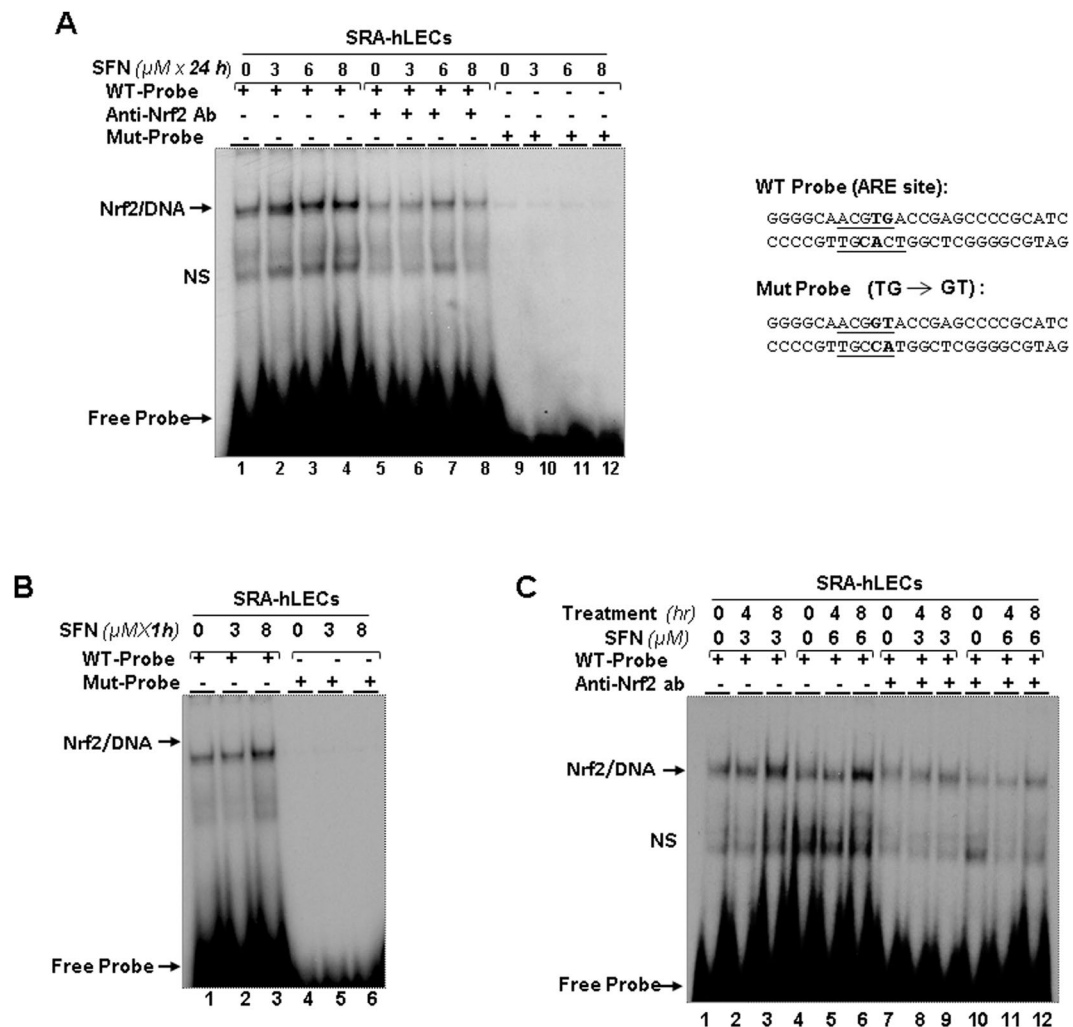 A
SRA-hLECs
SFN (µM x 24 h) 0 3 6 8 0 3 6 8 0 3 6 8
WT-Probe + + + + + + + + - - - -
Anti-Nrf2 Ab - - - - + + + + - - - -
Mut-Probe - - - - - - - - + + + +
Nrf2/DNA
NS
Free Probe
1 2 3 4 5 6 7 8 9 10 11 12
WT Probe (ARE site):
GGGGCAACGTGACCGAGCCCCGCATC
CCCCGTTGCACTGGCTCGGGGCGTAG
Mut Probe (TG → GT) :
GGGGCAACGGTACCGAGCCCCGCATC
CCCCGTTGCCATGGCTCGGGGCGTAG
B
SRA-hLECs
SFN (µMX1h) 0 3 8 0 3 8
WT-Probe + + + - - -
Mut-Probe - - - + + +
Nrf2/DNA
Free Probe
1 2 3 4 5 6
C
SRA-hLECs
Treatment (hr) 0 4 8 0 4 8 0 4 8 0 4 8
SFN (µM) 0 3 3 0 6 6 0 3 3 0 6 6
WT-Probe + + + + + + + + + + + +
Anti-Nrf2 ab - - - - - - + + + + + +
Nrf2/DNA
NS
Free Probe
1 2 3 4 5 6 7 8 9 10 11 12